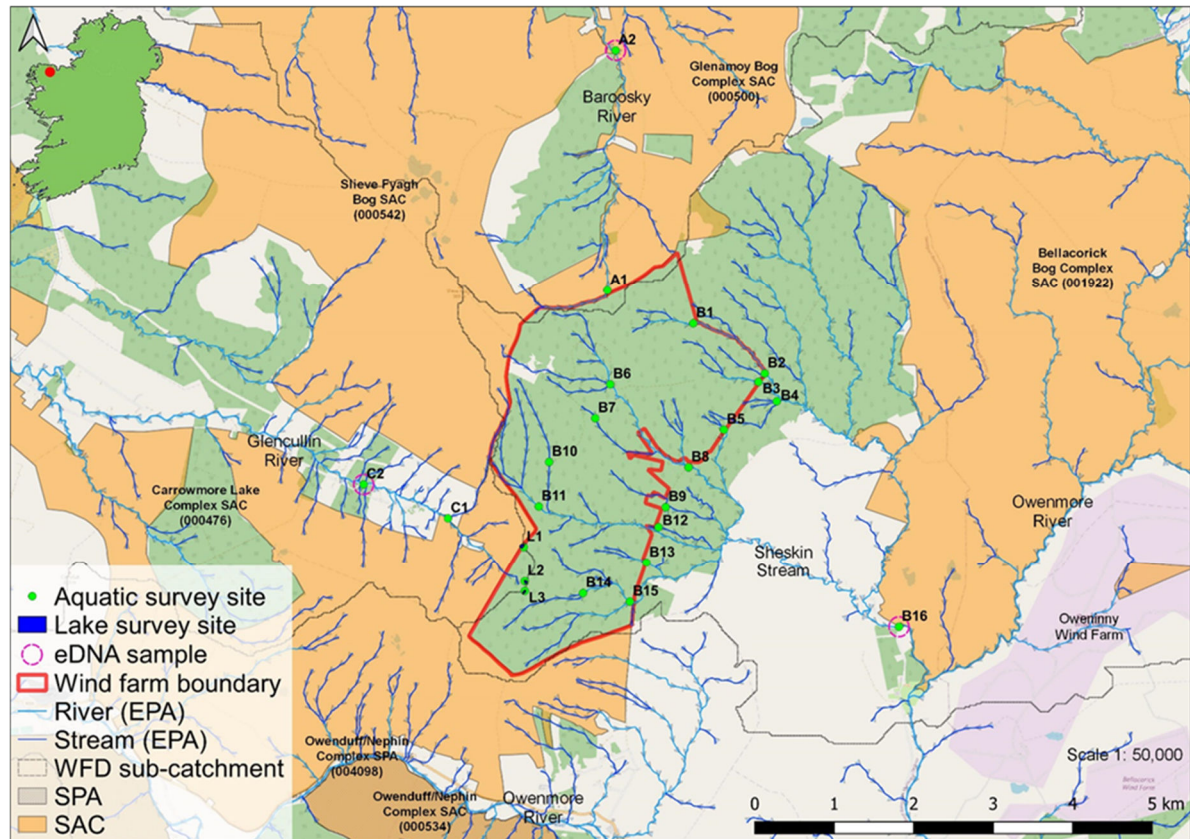 A2
Glenamoy Bog
Complex SAC
(000500)
Baroosky
River
Slieve Fyagh
Bog SAC
(000542)
Bellacorick
Bog Complex
SAC (001922)
A1
B1
B2
B3
B4
B6
B7
B5
B8
B10
Glencullin
River
C2
Carrowmore Lake
Complex SAC
(000476)
C1
B11
B9
B12
Owenmore
River
L1
B13
Sheskin
Stream
L2
L3
B14
B15
B16
Oweninny
Wind Farm
Aquatic survey site
Lake survey site
eDNA sample
Wind farm boundary
River (EPA)
Stream (EPA)
WFD sub-catchment
SPA
SAC
Owenduff/Nephin
Complex SPA
(004098)
Owenduff/Nephin
Complex SAC
(000534)
Owenmore
River
Scale 1: 50,000
Bellacorick
Wind Farm
0 1 2 3 4 5 km